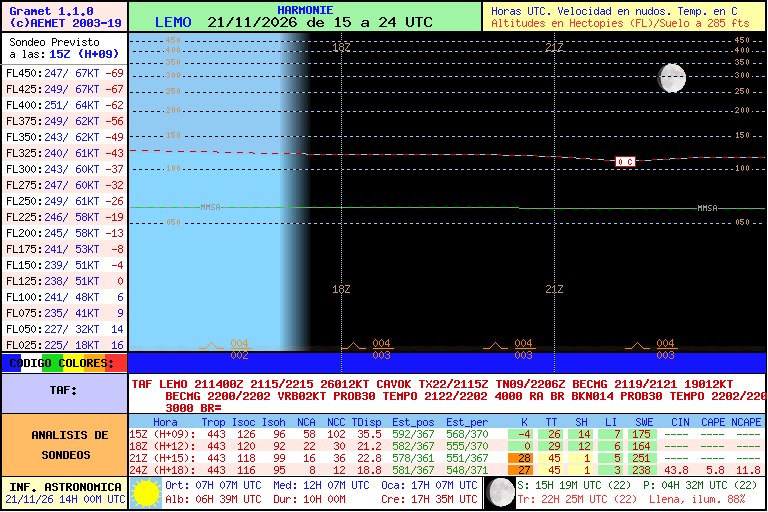 Gramet 1.1.0
(c)AEMET 2003-19
HARMONIE
LEMO 21/11/2026 de 15 a 24 UTC
Horas UTC. Velocidad en nudos. Temp. en C
Altitudes en Hectopies (FL)/Suelo a 285 fts
Sondeo Previsto
a las: 15Z (H+09)
FL450: 247/ 67KT -69
FL425: 249/ 67KT -67
FL400: 251/ 64KT -62
FL375: 249/ 62KT -56
FL350: 243/ 62KT -49
FL325: 240/ 61KT -43
FL300: 243/ 60KT -37
FL275: 247/ 60KT -32
FL250: 249/ 61KT -26
FL225: 246/ 58KT -19
FL200: 245/ 58KT -13
FL175: 241/ 53KT -8
FL150: 239/ 51KT -4
FL125: 238/ 51KT 0
FL100: 241/ 48KT 6
FL075: 235/ 41KT 9
FL050: 227/ 32KT 14
FL025: 225/ 18KT 16
450 18Z 21Z 450
400 400
350 350
300 300
250 250
200 200
150 150
0 C
100 100
MMSA MMSA
050 050
18Z 21Z
004 004 004
002 003 003
CODIGO COLORES:
TAF:
TAF LEMO 211400Z 2115/2215 26012KT CAVOK TX22/2115Z TN09/2206Z BECMG 2119/2121 19012KT
BECMG 2200/2202 VRB02KT PROB30 TEMPO 2122/2202 4000 RA BR BKN014 PROB30 TEMPO 2202/220
3000 BR=
ANALISIS DE
SONDEOS
Hora Trop Isoc Isoh NCA NCC TDisp Est_pos Est_per K TT SH LI SWE CIN CAPE NCAPE
15Z (H+09): 443 126 96 58 102 35.5 592/367 568/370 -4 26 14 7 175 ---- ---- ----
18Z (H+12): 443 120 92 22 30 21.2 582/367 555/370 0 29 12 6 164 ---- ---- ----
21Z (H+15): 443 118 99 16 36 22.8 578/361 551/367 28 45 1 5 251 ---- ---- ----
24Z (H+18): 443 116 95 8 12 18.8 581/367 548/371 27 45 1 3 238 43.8 5.8 11.8
INF. ASTRONOMICA
21/11/26 14H 00M UTC
Ort: 07H 07M UTC Med: 12H 07M UTC Oca: 17H 07M UTC
Alb: 06H 39M UTC Dur: 10H 00M Cre: 17H 35M UTC
S: 15H 19M UTC (22) P: 04H 32M UTC (22)
Tr: 22H 25M UTC (22) Llena, ilum. 88%